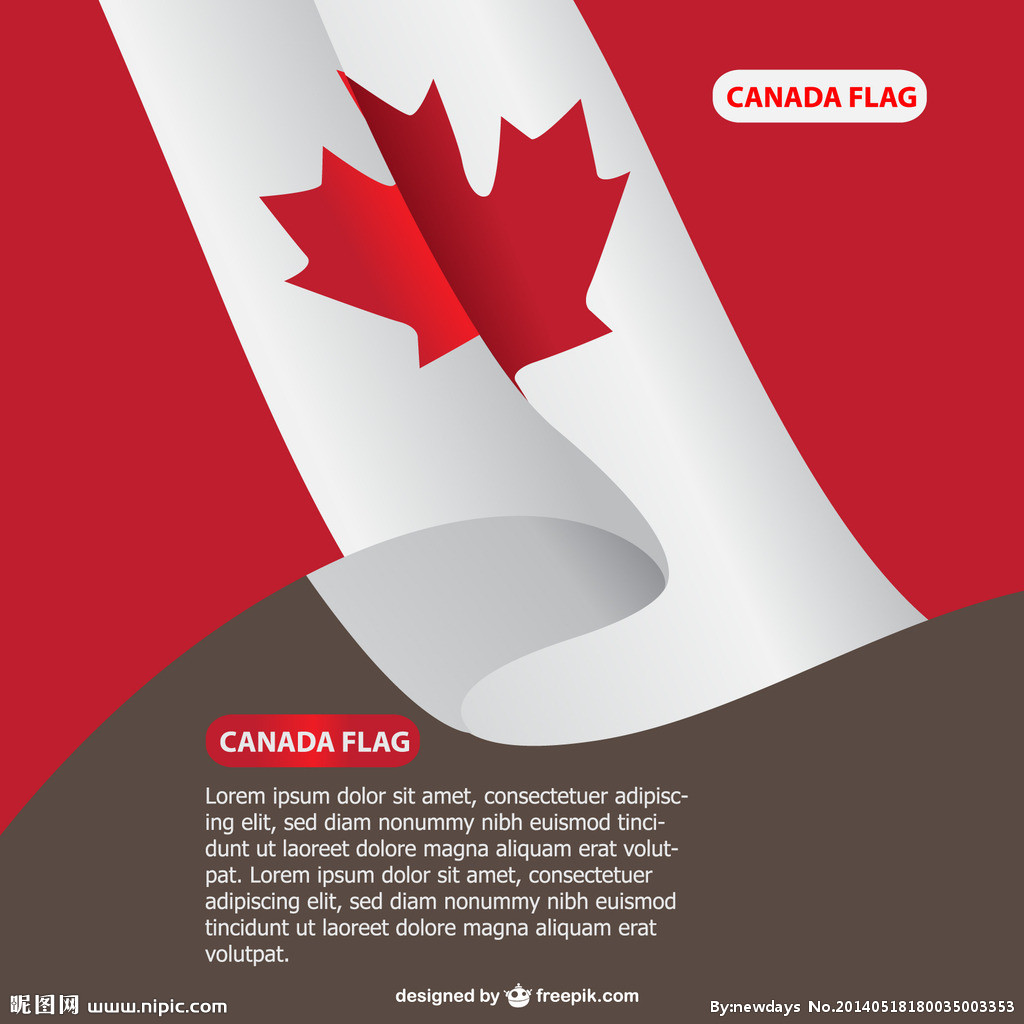 CANADA FLAG
CANADA FLAG
Lorem ipsum dolor sit amet, consectetuer adipisc-
ing elit, sed diam nonummy nibh euismod tinci-
dunt ut laoreet dolore magna aliquam erat volut-
pat. Lorem ipsum dolor sit amet, consectetuer
adipiscing elit, sed diam nonummy nibh euismod
tincidunt ut laoreet dolore magna aliquam erat
volutpat.
designed by freepik.com
昵图网 www.nipic.com
By:newdays No.20140518180035003353